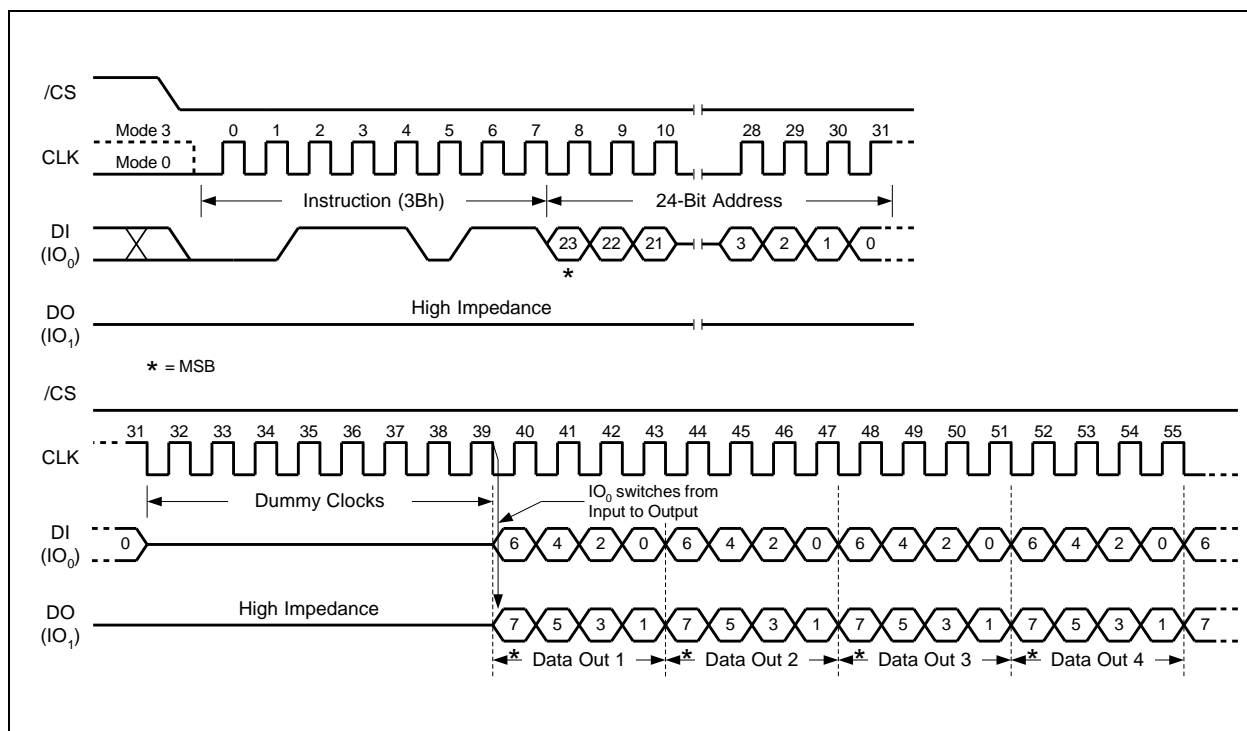 /CS
Mode 3
0 1 2 3 4 5 6 7 8 9 10 28 29 30 31
CLK
Mode 0
Instruction (3Bh)
24-Bit Address
DI
(IO0)
23 22 21 3 2 1 0
*
High Impedance
DO
(IO1)
* = MSB
/CS
31 32 33 34 35 36 37 38 39 40 41 42 43 44 45 46 47 48 49 50 51 52 53 54 55
CLK
Dummy Clocks
IO0 switches from
Input to Output
DI
(IO0)
0 6 4 2 0 6 4 2 0 6 4 2 0 6 4 2 0 6
High Impedance
DO
(IO1)
7 5 3 1 7 5 3 1 7 5 3 1 7 5 3 1 7
* Data Out 1 * Data Out 2 * Data Out 3 * Data Out 4